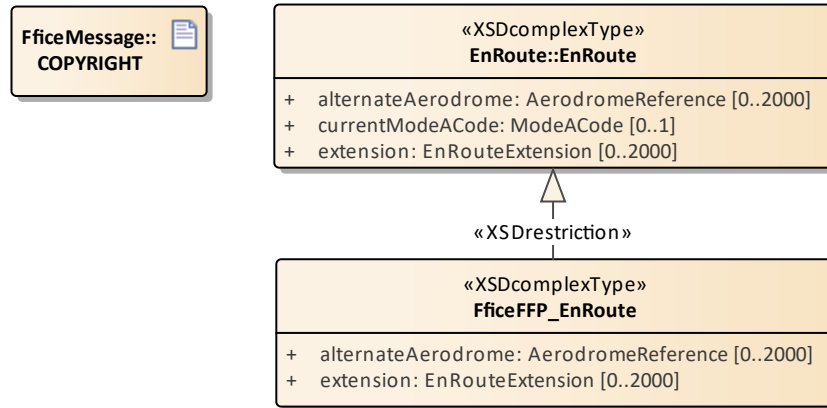 FficeMessage::
COPYRIGHT
«XSDcomplexType»
EnRoute::EnRoute
+ alternateAerodrome: AerodromeReference [0..2000]
+ currentModeACode: ModeACode [0..1]
+ extension: EnRouteExtension [0..2000]
«XSDrestriction»
«XSDcomplexType»
FficeFFP_EnRoute
+ alternateAerodrome: AerodromeReference [0..2000]
+ extension: EnRouteExtension [0..2000]